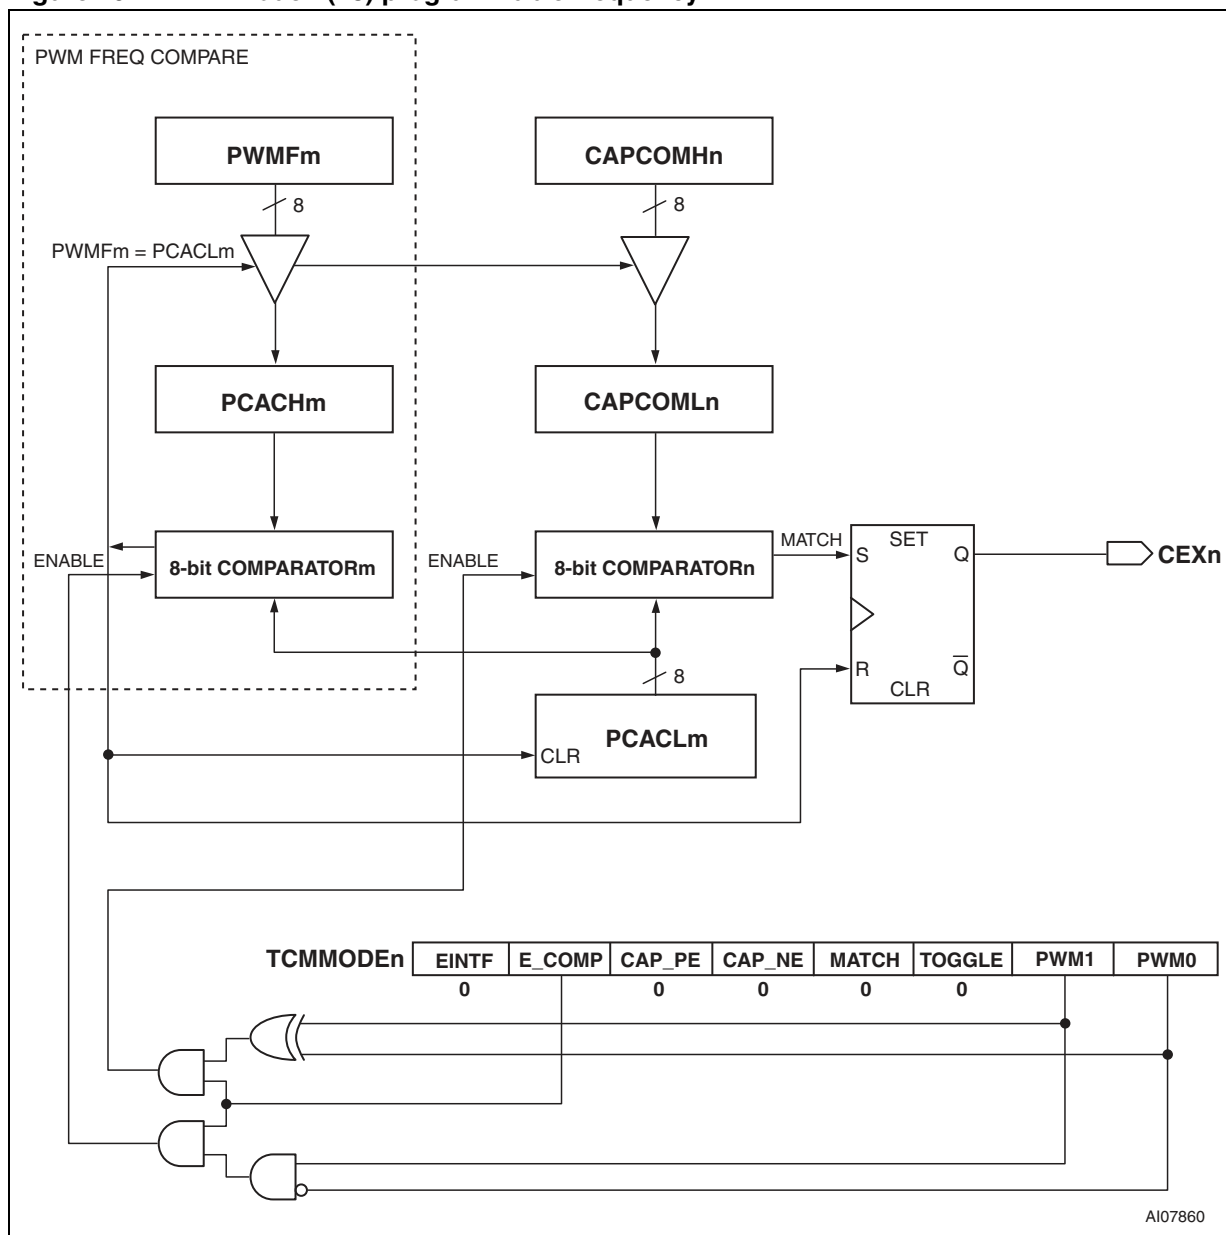 PWM FREQ COMPARE
PWMFm
CAPCOMHn
8
8
PWMFm = PCACLm
PCACHm
CAPCOMLn
ENABLE
8-bit COMPARATORm
ENABLE
8-bit COMPARATORn
MATCH
SET
S
Q
CEXn
R
Q
CLR
8
PCACLm
CLR
TCMMODEn
EINTF
E_COMP
CAP_PE
CAP_NE
MATCH
TOGGLE
PWM1
PWM0
0
0
0
0
0
AI07860